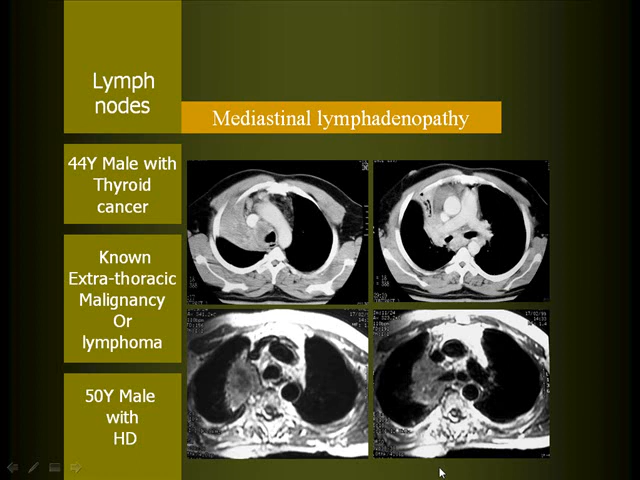 Lymph
nodes
Mediastinal lymphadenopathy
44Y Male with
Thyroid
cancer
Known
Extra-thoracic
Malignancy
Or
lymphoma
50Y Male
with
HD